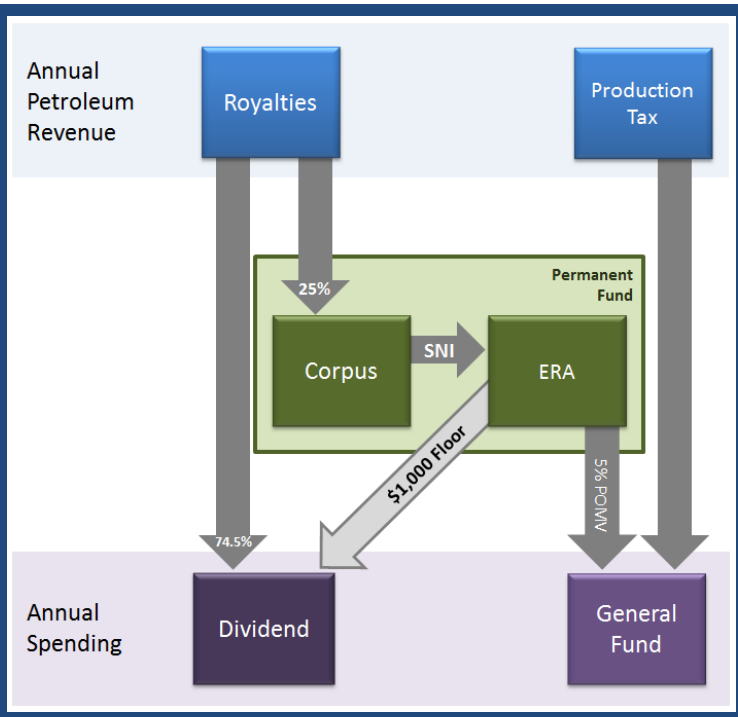 Annual
Petroleum
Revenue
Royalties
Production
Tax
Permanent
Fund
25%
Corpus
SNI
ERA
$1,000 Floor
5% POMV
74.5%
Annual
Spending
Dividend
General
Fund